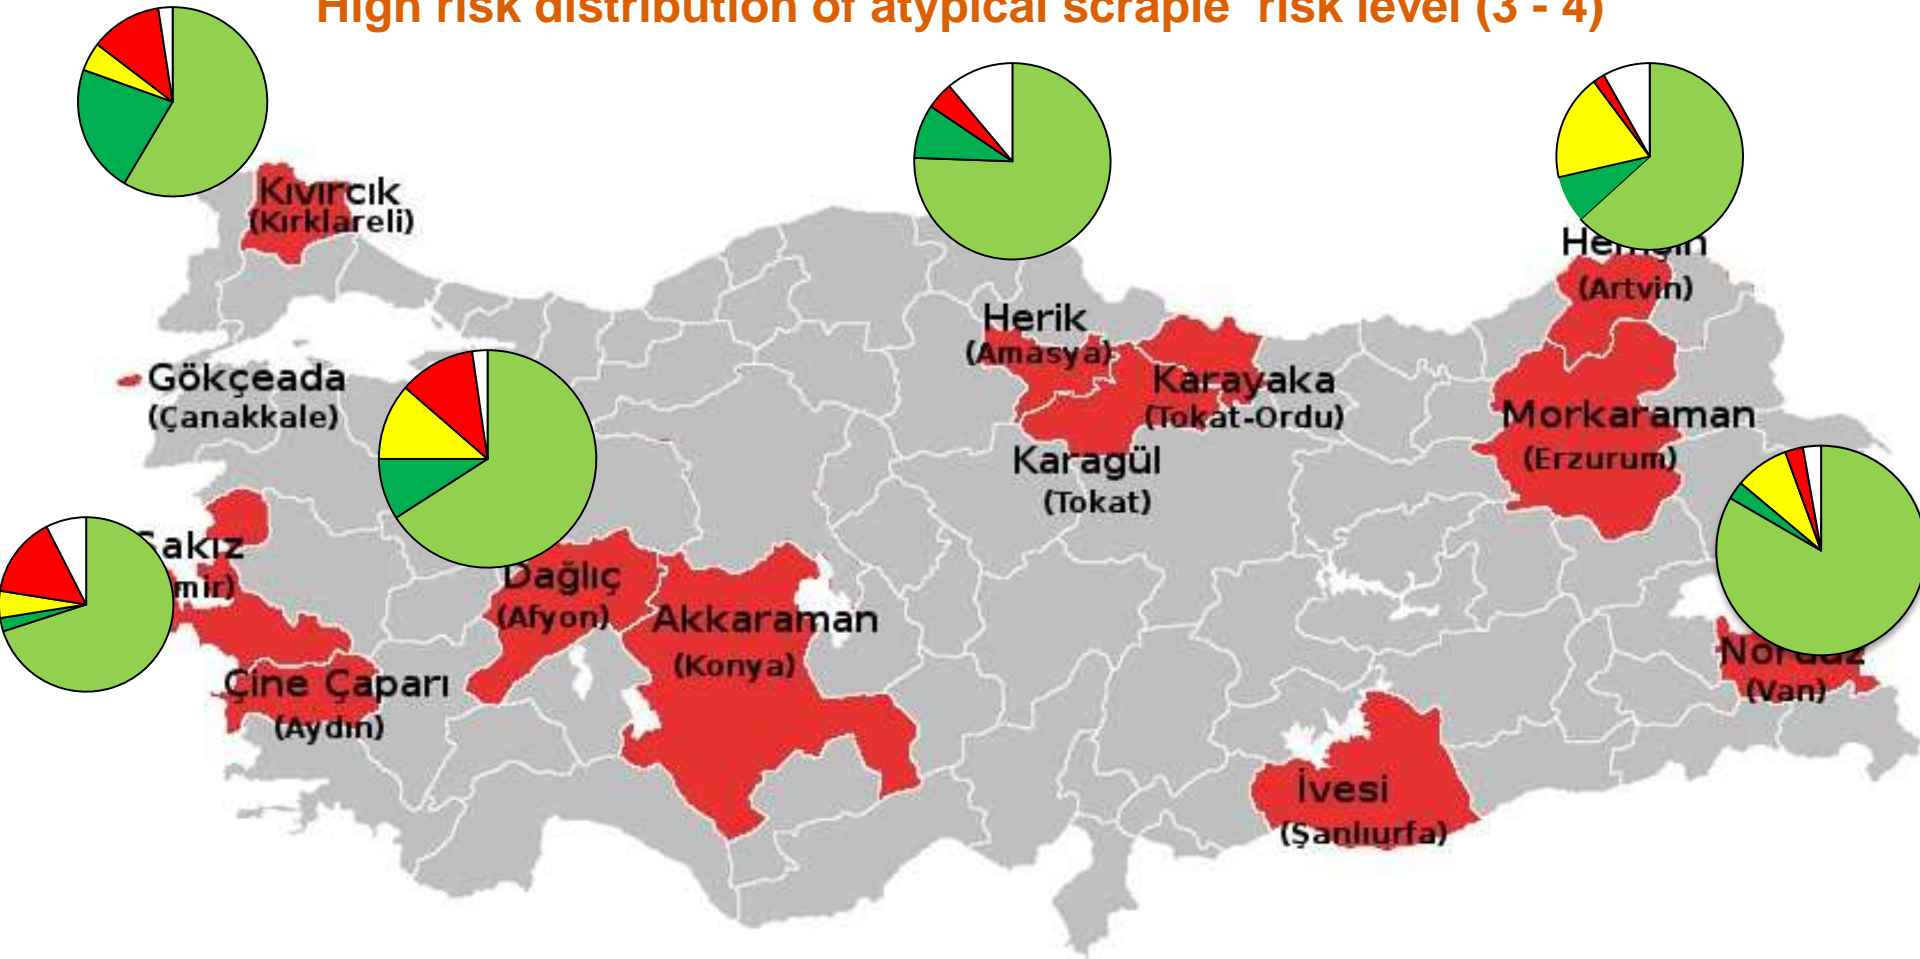 High risk distribution of atypical scrapie risk level (3 - 4)
Kıvırcık
(Kırklareli)
Gökçeada
(Çanakkale)
Herik
(Amasya)
Karayaka
(Tokat-Ordu)
Karagül
(Tokat)
(Artvin)
Morkaraman
(Erzurum)
Dağlıç
(Afyon)
Akkaraman
(Konya)
Çine Çaparı
(Aydın)
İvesi
(Şanlıurfa)
(Van)